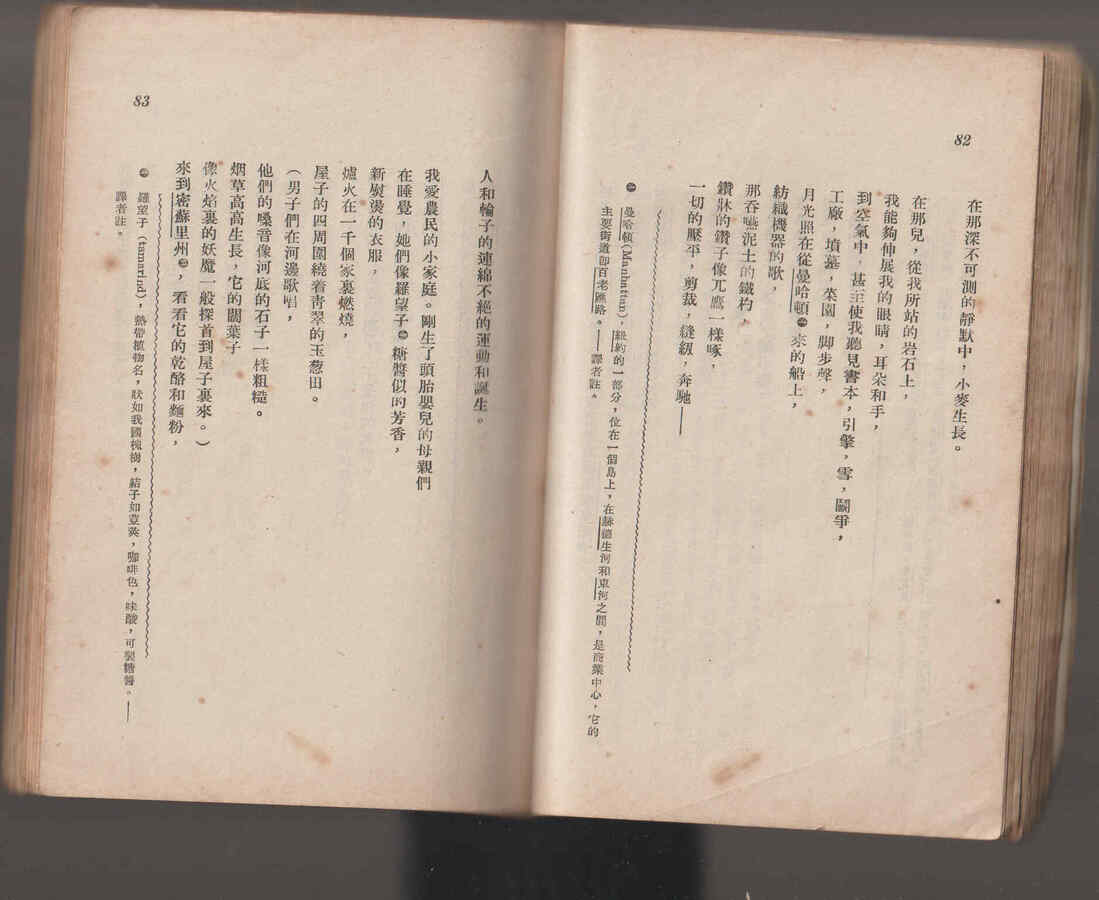 82
在那深不可測的靜默中，小麥生長。
在那兒，從我所站的岩石上，
我能夠伸展我的眼睛，耳朵和手，
到空氣中，甚至使我聽見書本，引擎，雪，鬭爭，
工廠，墳墓，菜園，脚步聲，
月光照在從曼哈頓㊀來的船上，
紡織機器的歌，
那吞嚥泥土的鐵杓，
鑽牀的鑽子像兀鷹一樣啄，
一切的壓平，剪裁，縫紉，奔馳——
㊀ 曼哈頓(Manhattan)，紐約的一部分，位在一個島上，在赫德生河和東河之間，是商業中心，它的
主要街道卽百老匯路。——譯者註。
83
人和輪子的連綿不絕的運動和誕生。
我愛農民的小家庭。剛生了頭胎嬰兒的母親們
在睡覺，她們像羅望子㊀糖醬似的芳香，
新熨燙的衣服，
爐火在一千個家裏燃燒，
屋子的四周圍繞着靑翠的玉葱田。
（男子們在河邊歌唱，
他們的嗓音像河底的石子一樣粗糙。
烟草高高生長，它的闊葉子
像火焰裏的妖魔一般探首到屋子裏來。）
來到密蘇里州㊁，看看它的乾酪和麵粉，
㊀ 羅望子(tamarind)，熱帶植物名，狀如我國槐樹，結子如荳莢，咖啡色，味酸，可製糖醬。——
譯者註。